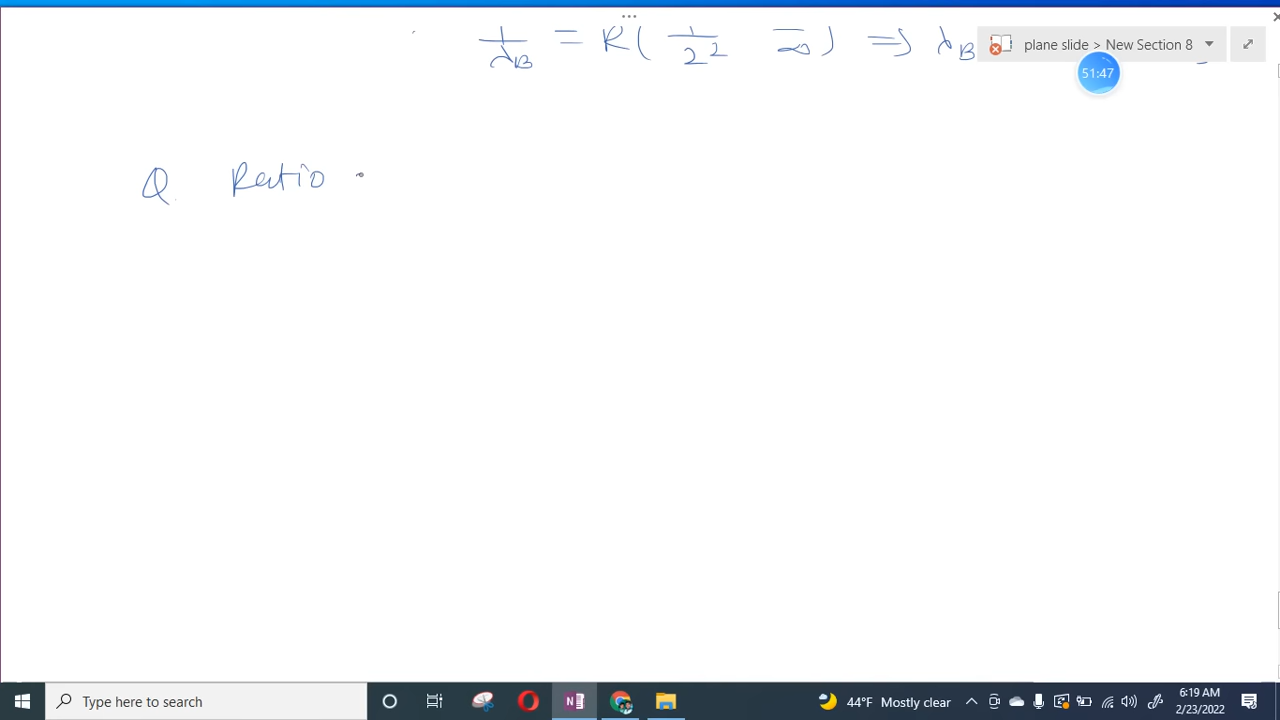 plane slide > New Section 8
51:47
1/λB = R( 1/2² − ∞ ) ⇒ λB
Q. Ratio
Type here to search
44°F Mostly clear
6:19 AM
2/23/2022